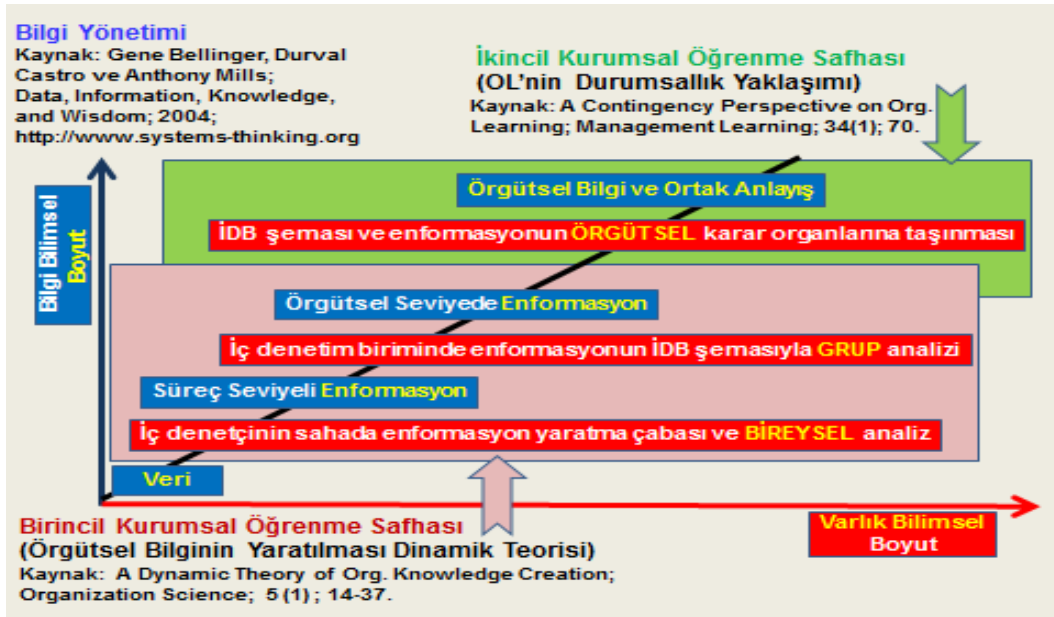 Bilgi Yönetimi
Kaynak: Gene Bellinger, Durval
Castro ve Anthony Mills;
Data, Information, Knowledge,
and Wisdom; 2004;
http://www.systems-thinking.org
İkincil Kurumsal Öğrenme Safhası
(OL’nin Durumsallık Yaklaşımı)
Kaynak: A Contingency Perspective on Org.
Learning; Management Learning; 34(1); 70.
Bilgi Bilimsel
Boyut
Örgütsel Bilgi ve Ortak Anlayış
İDB şeması ve enformasyonun ÖRGÜTSEL karar organlarına taşınması
Örgütsel Seviyede Enformasyon
İç denetim biriminde enformasyonun İDB şemasıyla GRUP analizi
Süreç Seviyeli Enformasyon
İç denetçinin sahada enformasyon yaratma çabası ve BİREYSEL analiz
Veri
Varlık Bilimsel
Boyut
Birincil Kurumsal Öğrenme Safhası
(Örgütsel Bilginin Yaratılması Dinamik Teorisi)
Kaynak: A Dynamic Theory of Org. Knowledge Creation;
Organization Science; 5 (1) ; 14-37.